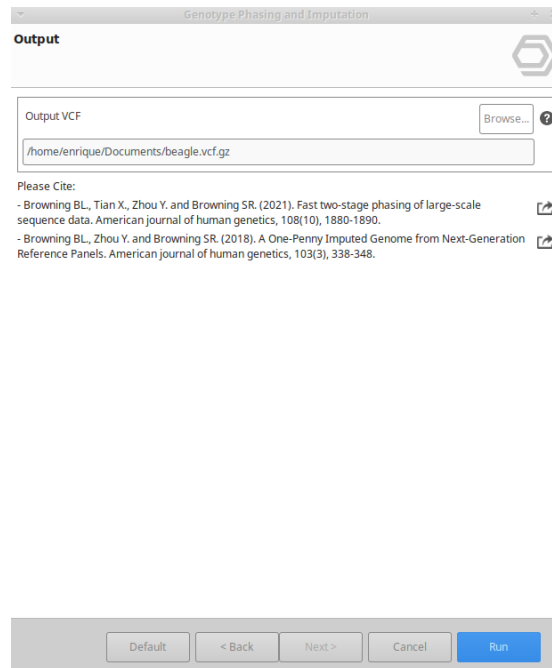 Genotype Phasing and Imputation
Output
Output VCF
Browse...
/home/enrique/Documents/beagle.vcf.gz
Please Cite:
- Browning BL., Tian X., Zhou Y. and Browning SR. (2021). Fast two-stage phasing of large-scale
sequence data. American journal of human genetics, 108(10), 1880-1890.
- Browning BL., Zhou Y. and Browning SR. (2018). A One-Penny Imputed Genome from Next-Generation
Reference Panels. American journal of human genetics, 103(3), 338-348.
Default
< Back
Next >
Cancel
Run